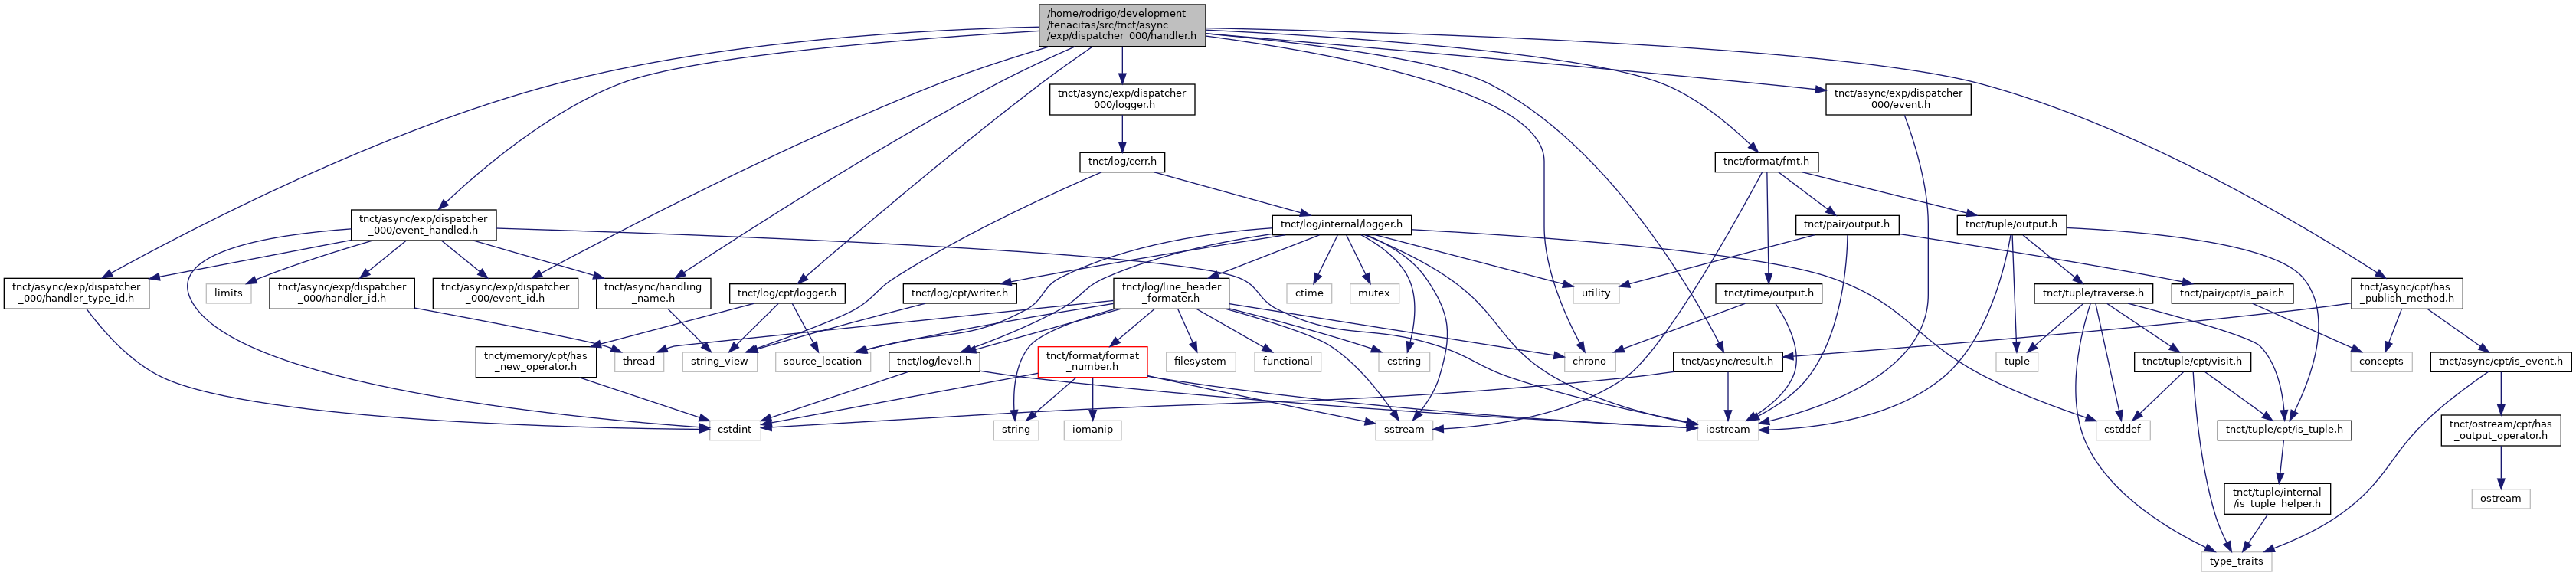 /home/rodrigo/development
/tenacitas/src/tnct/async
/exp/dispatcher_000/handler.h
tnct/async/exp/dispatcher
_000/logger.h
tnct/async/exp/dispatcher
_000/event.h
tnct/log/cerr.h
tnct/format/fmt.h
tnct/async/exp/dispatcher
_000/event_handled.h
tnct/log/internal/logger.h
tnct/pair/output.h
tnct/tuple/output.h
tnct/async/exp/dispatcher
_000/handler_type_id.h
limits
tnct/async/exp/dispatcher
_000/handler_id.h
tnct/async/exp/dispatcher
_000/event_id.h
tnct/async/handling
_name.h
tnct/log/cpt/logger.h
tnct/log/cpt/writer.h
tnct/log/line_header
_formater.h
ctime
mutex
utility
tnct/time/output.h
tnct/tuple/traverse.h
tnct/pair/cpt/is_pair.h
tnct/async/cpt/has
_publish_method.h
tnct/memory/cpt/has
_new_operator.h
thread
string_view
source_location
tnct/log/level.h
tnct/format/format
_number.h
filesystem
functional
cstring
chrono
tnct/async/result.h
tuple
tnct/tuple/cpt/visit.h
concepts
tnct/async/cpt/is_event.h
cstdint
string
iomanip
sstream
iostream
cstddef
tnct/tuple/cpt/is_tuple.h
tnct/ostream/cpt/has
_output_operator.h
tnct/tuple/internal
/is_tuple_helper.h
ostream
type_traits